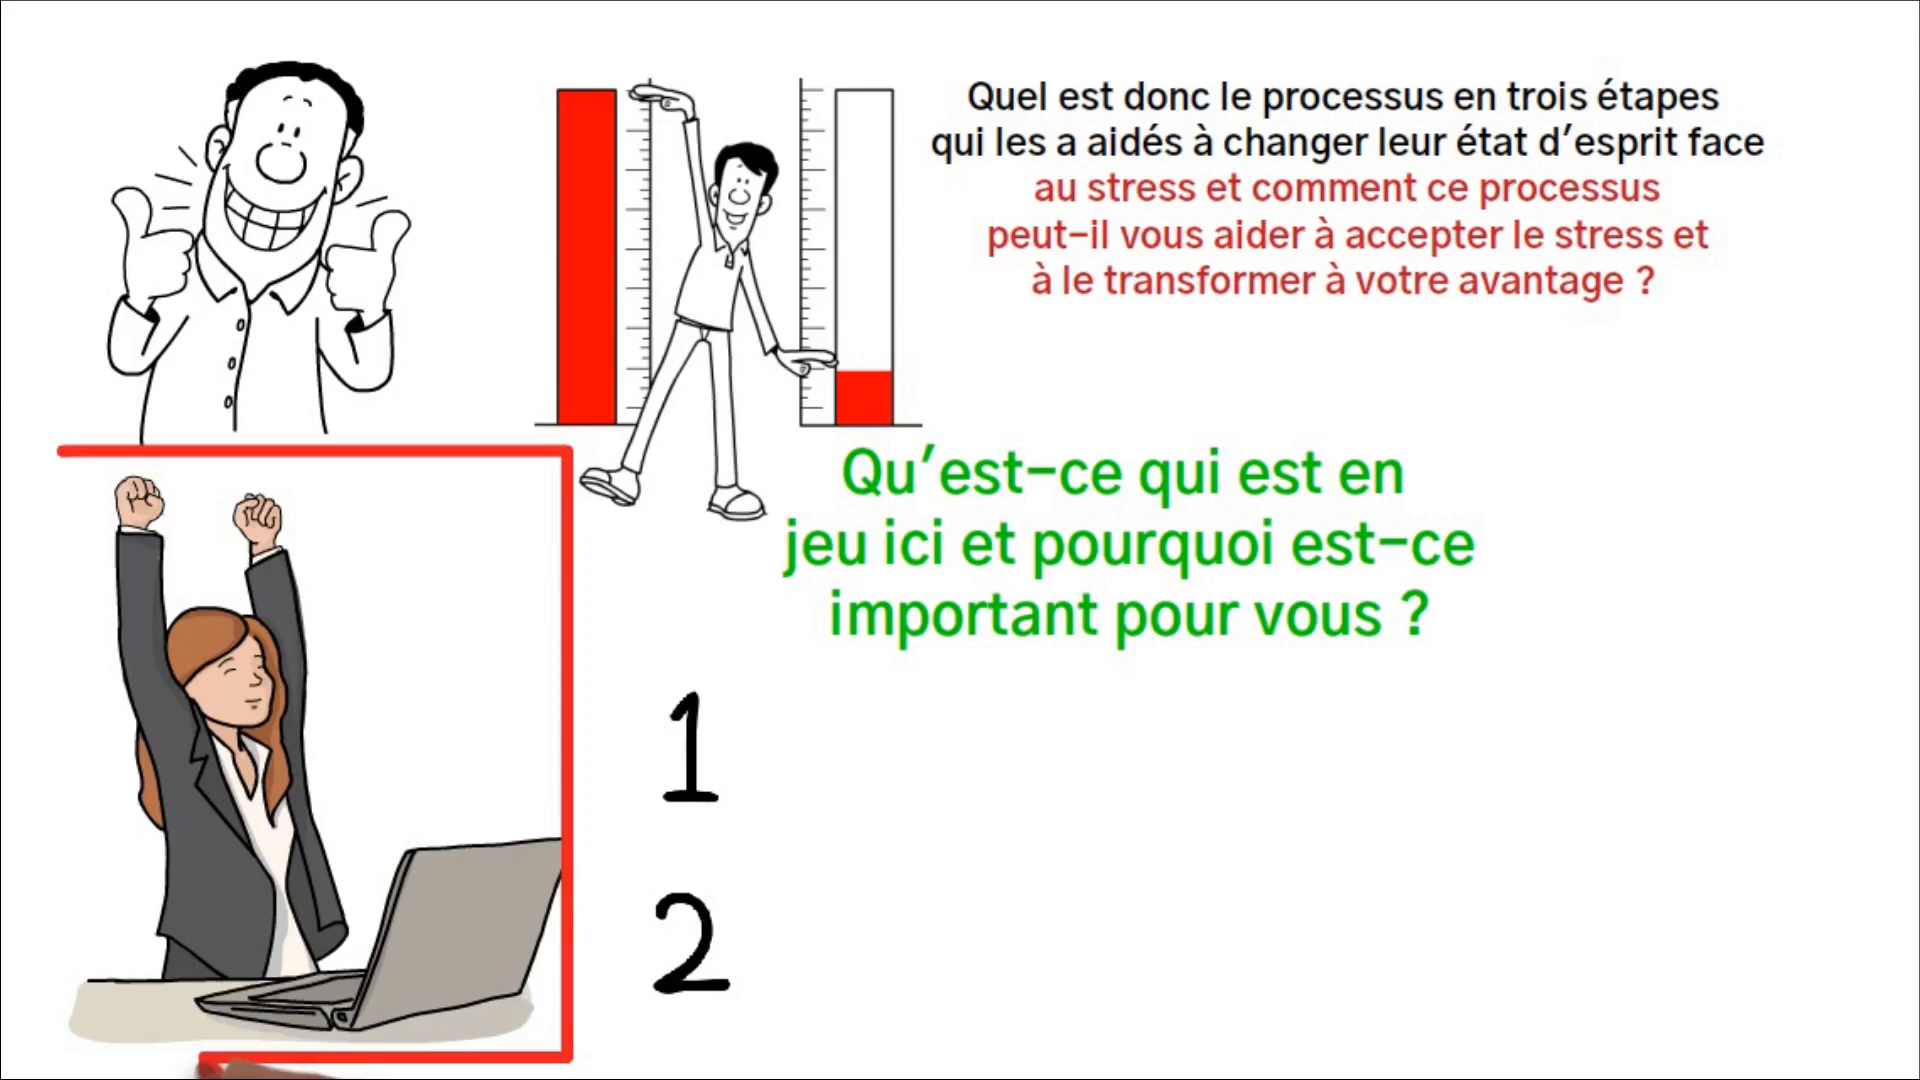 Quel est donc le processus en trois étapes
qui les a aidés à changer leur état d'esprit face
au stress et comment ce processus
peut-il vous aider à accepter le stress et
à le transformer à votre avantage ?
Qu'est-ce qui est en
jeu ici et pourquoi est-ce
important pour vous ?
1
2